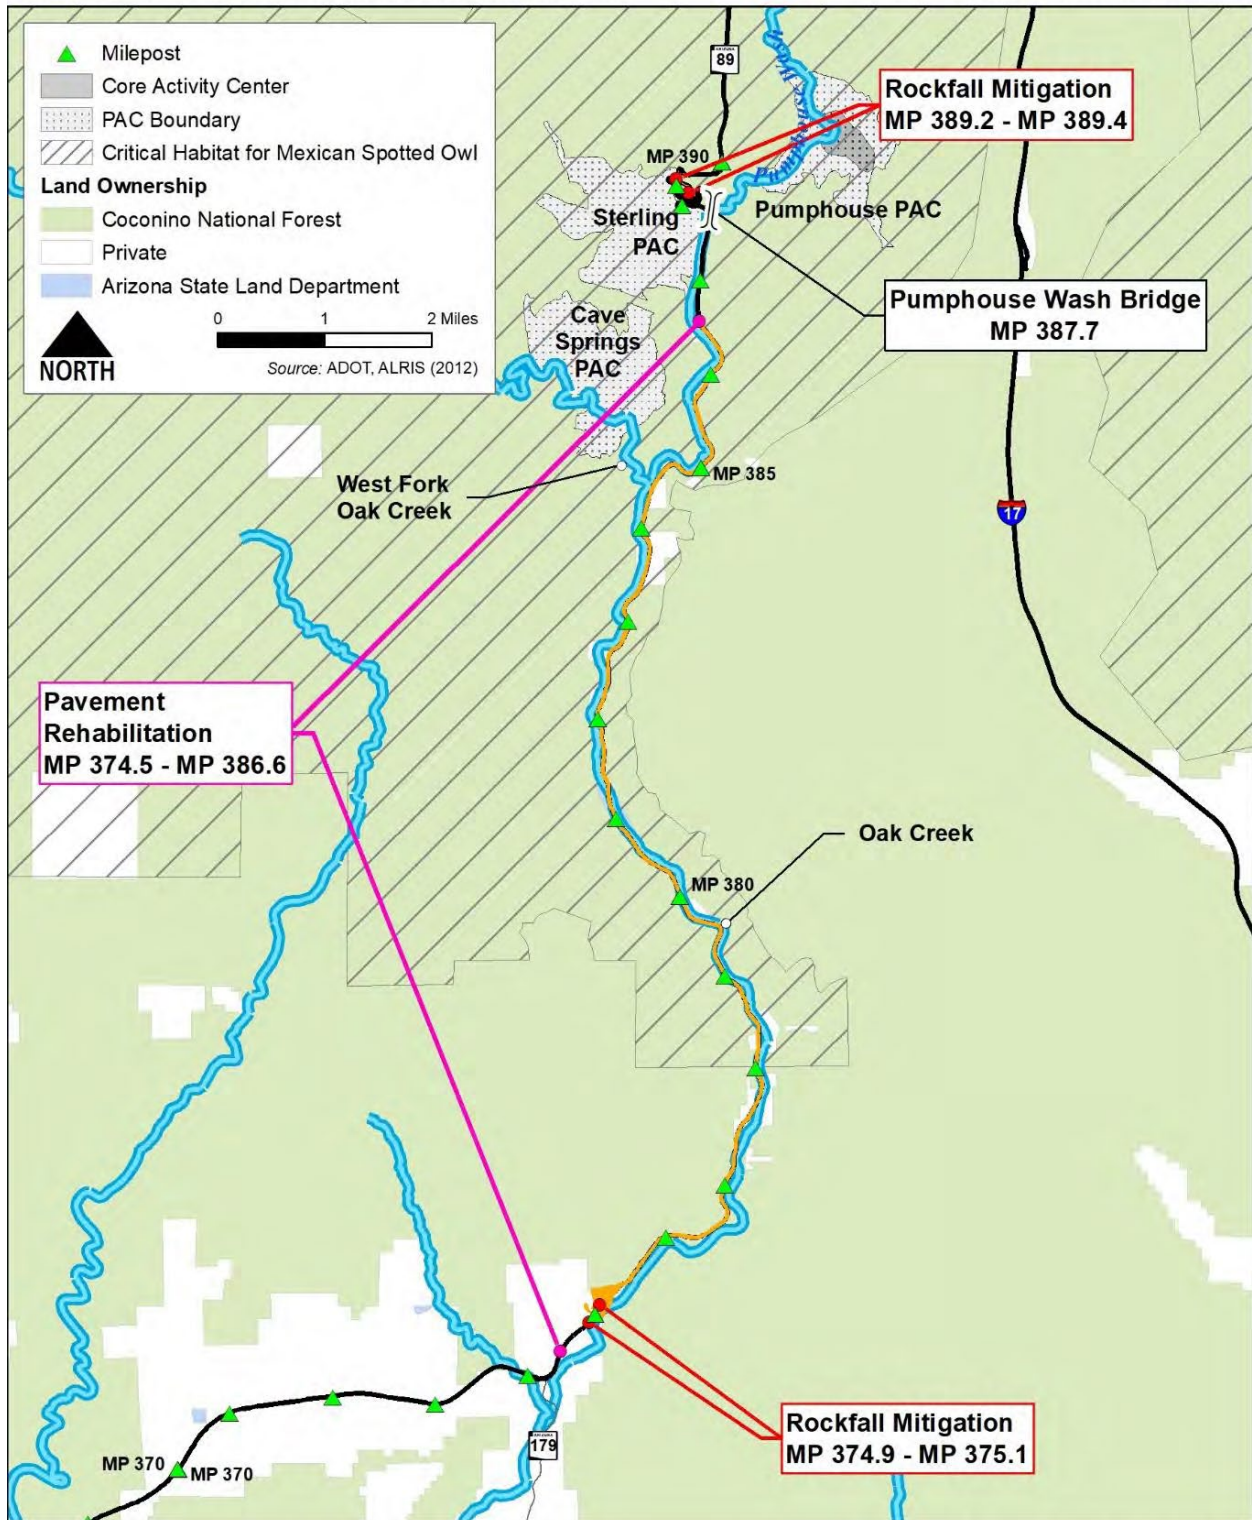 Milepost
Core Activity Center
PAC Boundary
Critical Habitat for Mexican Spotted Owl
Land Ownership
Coconino National Forest
Private
Arizona State Land Department
0 1 2 Miles
NORTH
Source: ADOT, ALRIS (2012)
ARIZONA
89
Pumphouse Wash
Rockfall Mitigation
MP 389.2 - MP 389.4
MP 390
Sterling
PAC
Pumphouse PAC
Pumphouse Wash Bridge
MP 387.7
Cave
Springs
PAC
MP 385
West Fork
Oak Creek
17
Pavement
Rehabilitation
MP 374.5 - MP 386.6
Oak Creek
MP 380
Rockfall Mitigation
MP 374.9 - MP 375.1
ARIZONA
179
MP 370
MP 370